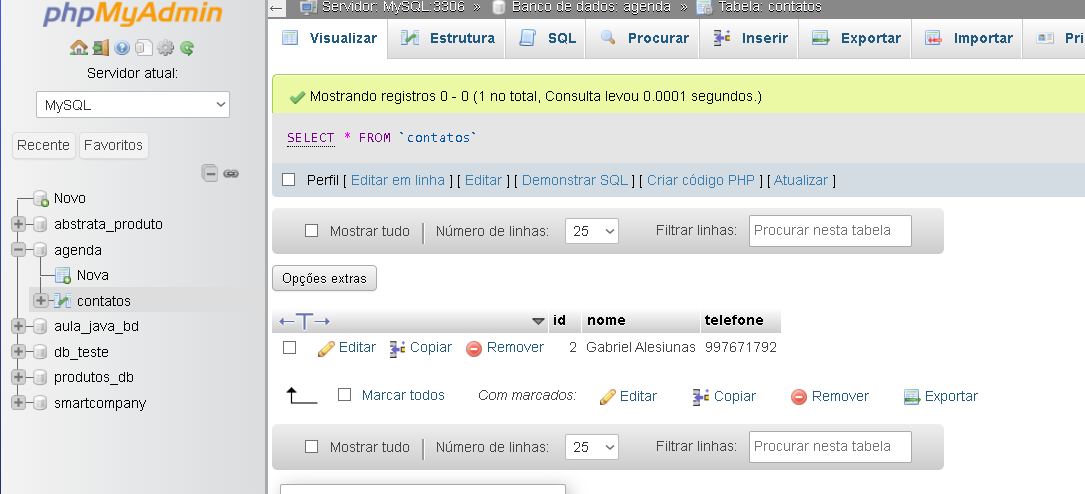 phpMyAdmin
Servidor atual:
MySQL
Recente Favoritos
Novo
abstrata_produto
agenda
Nova
contatos
aula_java_bd
db_teste
produtos_db
smartcompany
Servidor: MySQL:3306 » Banco de dados: agenda » Tabela: contatos
Visualizar Estrutura SQL Procurar Inserir Exportar Importar Pri
Mostrando registros 0 - 0 (1 no total, Consulta levou 0.0001 segundos.)
SELECT * FROM `contatos`
Perfil [ Editar em linha ] [ Editar ] [ Demonstrar SQL ] [ Criar código PHP ] [ Atualizar ]
Mostrar tudo Número de linhas: 25 Filtrar linhas: Procurar nesta tabela
Opções extras
←T→ id nome telefone
Editar Copiar Remover 2 Gabriel Alesiunas 997671792
Marcar todos Com marcados: Editar Copiar Remover Exportar
Mostrar tudo Número de linhas: 25 Filtrar linhas: Procurar nesta tabela